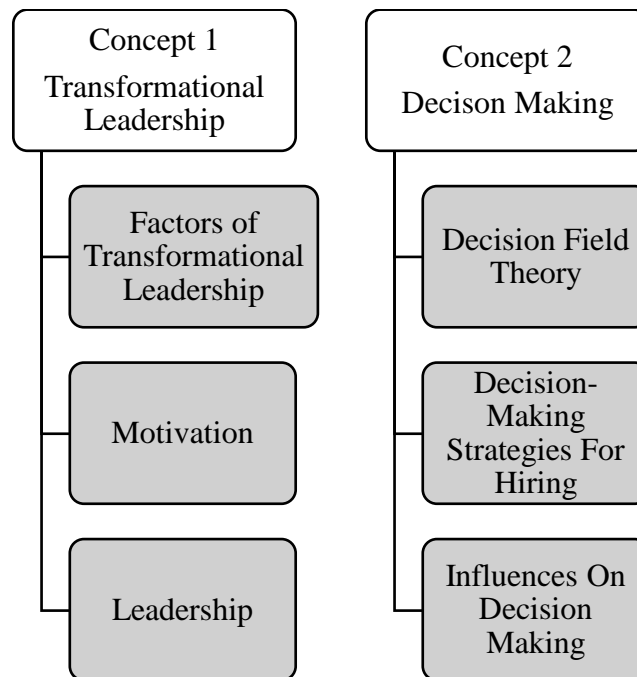 Concept 1
Transformational
Leadership
Factors of
Transformational
Leadership
Motivation
Leadership
Concept 2
Decison Making
Decision Field
Theory
Decision-
Making
Strategies For
Hiring
Influences On
Decision
Making